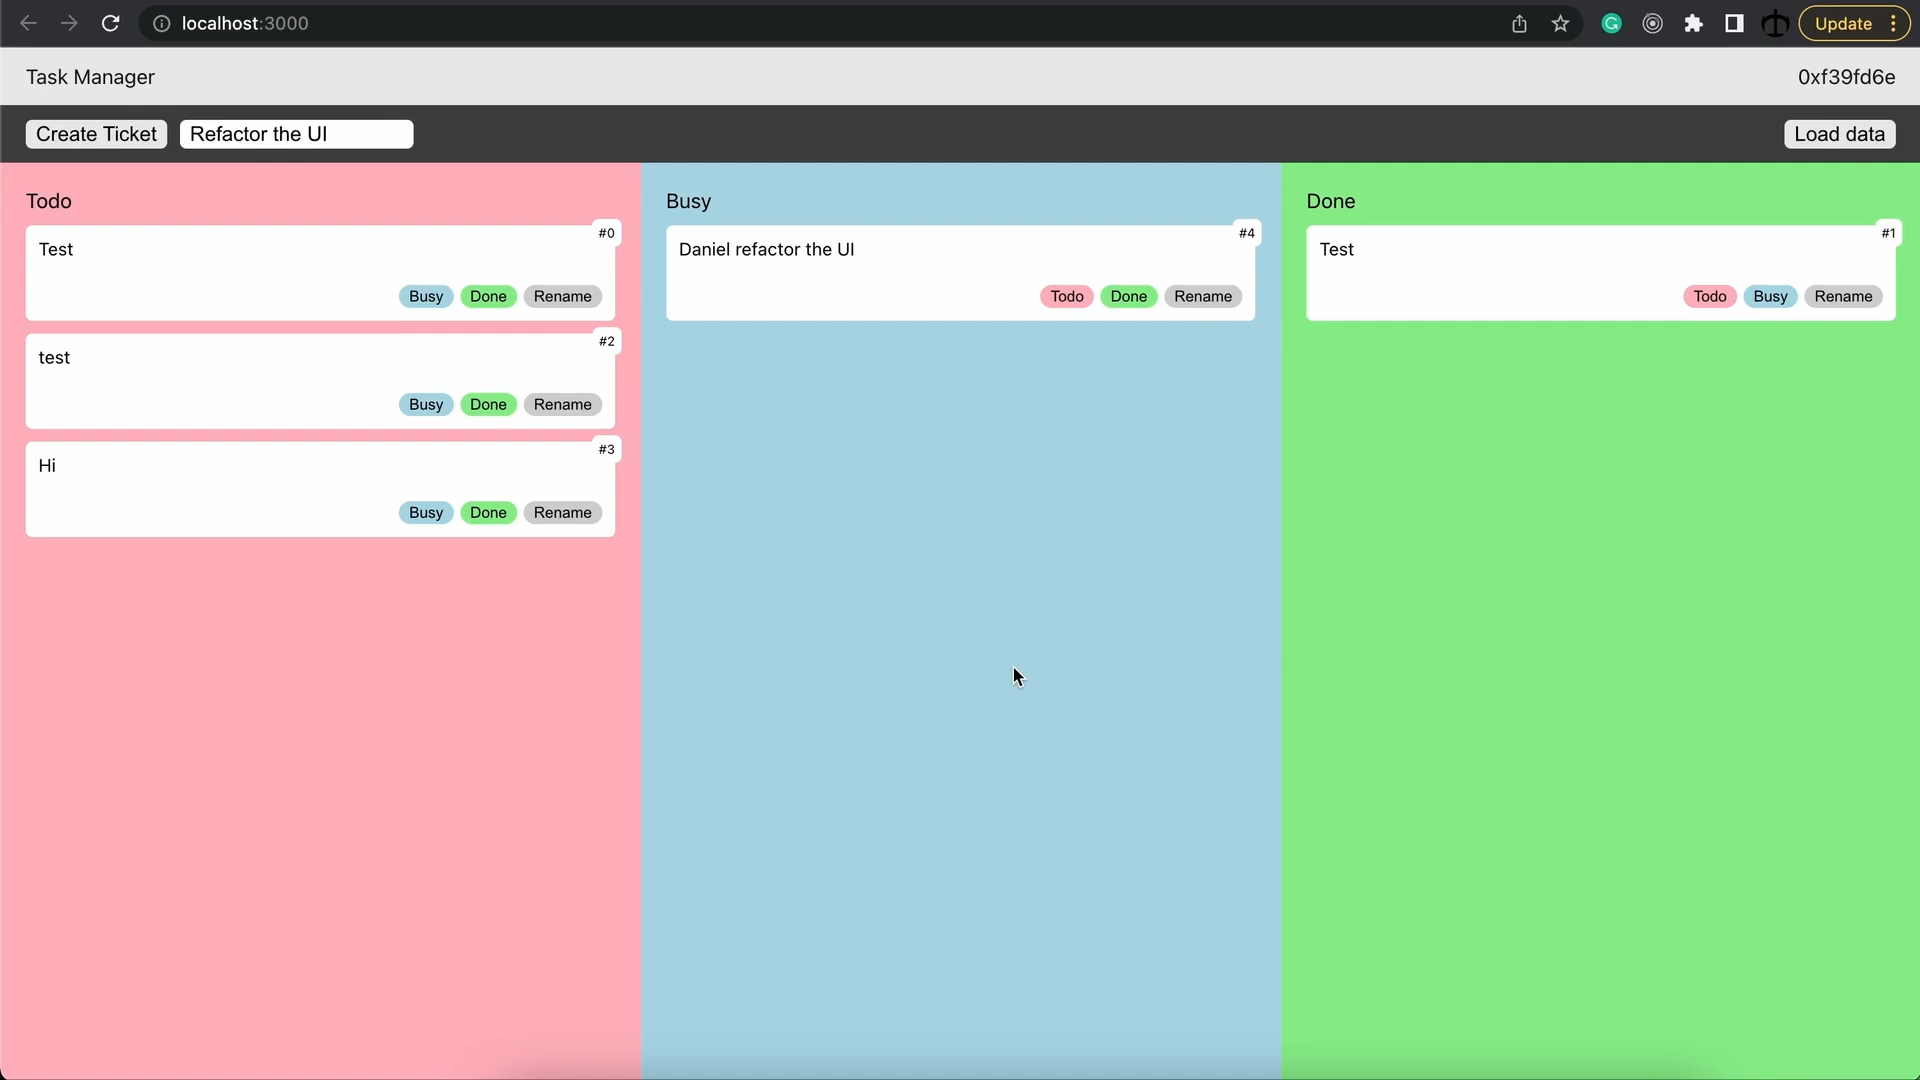 localhost:3000
Update
Task Manager
0xf39fd6e
Create Ticket
Refactor the UI
Load data
Todo
#0
Test
Busy Done Rename
#2
test
Busy Done Rename
#3
Hi
Busy Done Rename
Busy
#4
Daniel refactor the UI
Todo Done Rename
Done
#1
Test
Todo Busy Rename